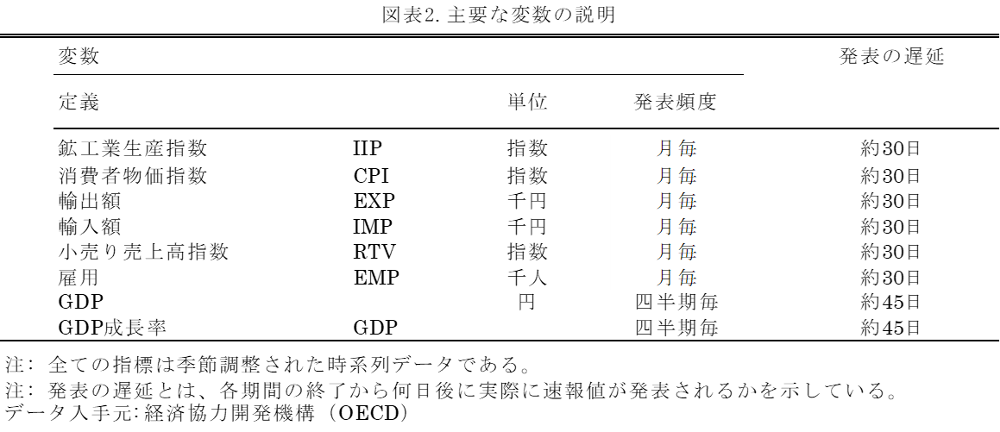 図表2.主要な変数の説明
変数 発表の遅延
定義 単位 発表頻度
鉱工業生産指数 IIP 指数 月毎 約30日
消費者物価指数 CPI 指数 月毎 約30日
輸出額 EXP 千円 月毎 約30日
輸入額 IMP 千円 月毎 約30日
小売り売上高指数 RTV 指数 月毎 約30日
雇用 EMP 千人 月毎 約30日
GDP 円 四半期毎 約45日
GDP成長率 GDP 四半期毎 約45日
注: 全ての指標は季節調整された時系列データである。
注: 発表の遅延とは、各期間の終了から何日後に実際に速報値が発表されるかを示している。
データ入手元:経済協力開発機構（OECD）